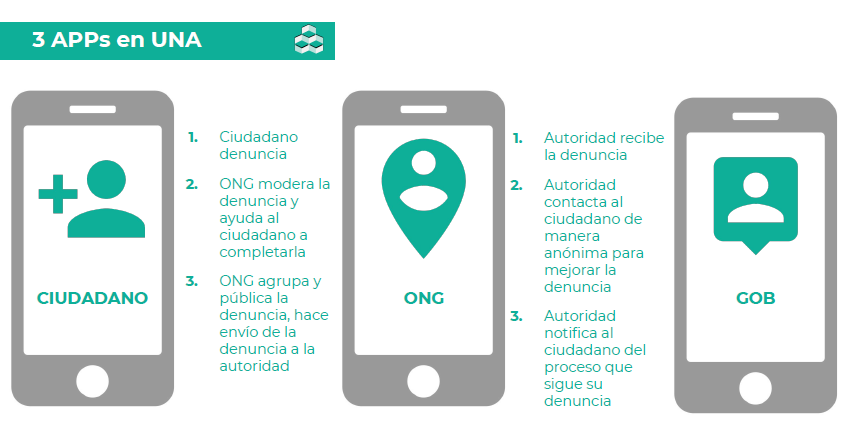 3 APPs en UNA
CIUDADANO
1. Ciudadano
denuncia
2. ONG modera la
denuncia y
ayuda al
ciudadano a
completarla
3. ONG agrupa y
pública la
denuncia, hace
envío de la
denuncia a la
autoridad
ONG
1. Autoridad recibe
la denuncia
2. Autoridad
contacta al
ciudadano de
manera
anónima para
mejorar la
denuncia
3. Autoridad
notifica al
ciudadano del
proceso que
sigue su
denuncia
GOB